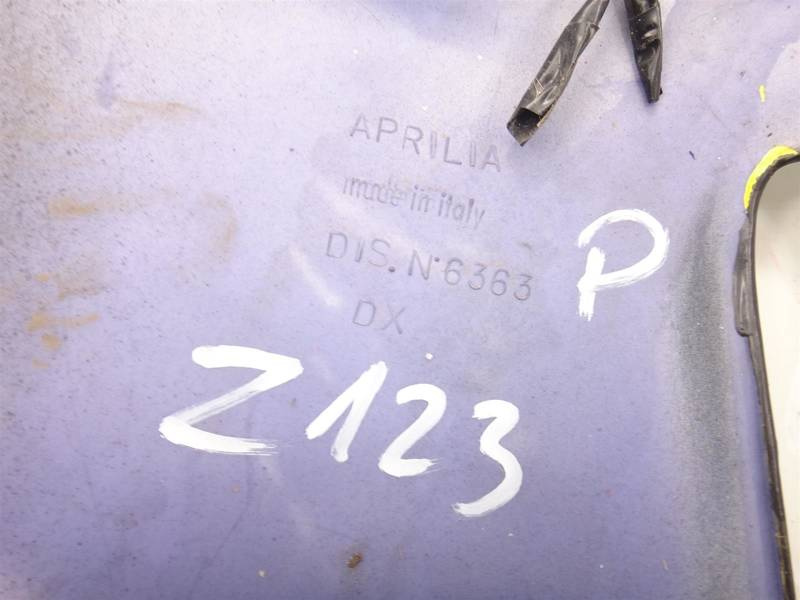 APRILIA
made in italy
DIS. N° 6363
DX
P
Z123